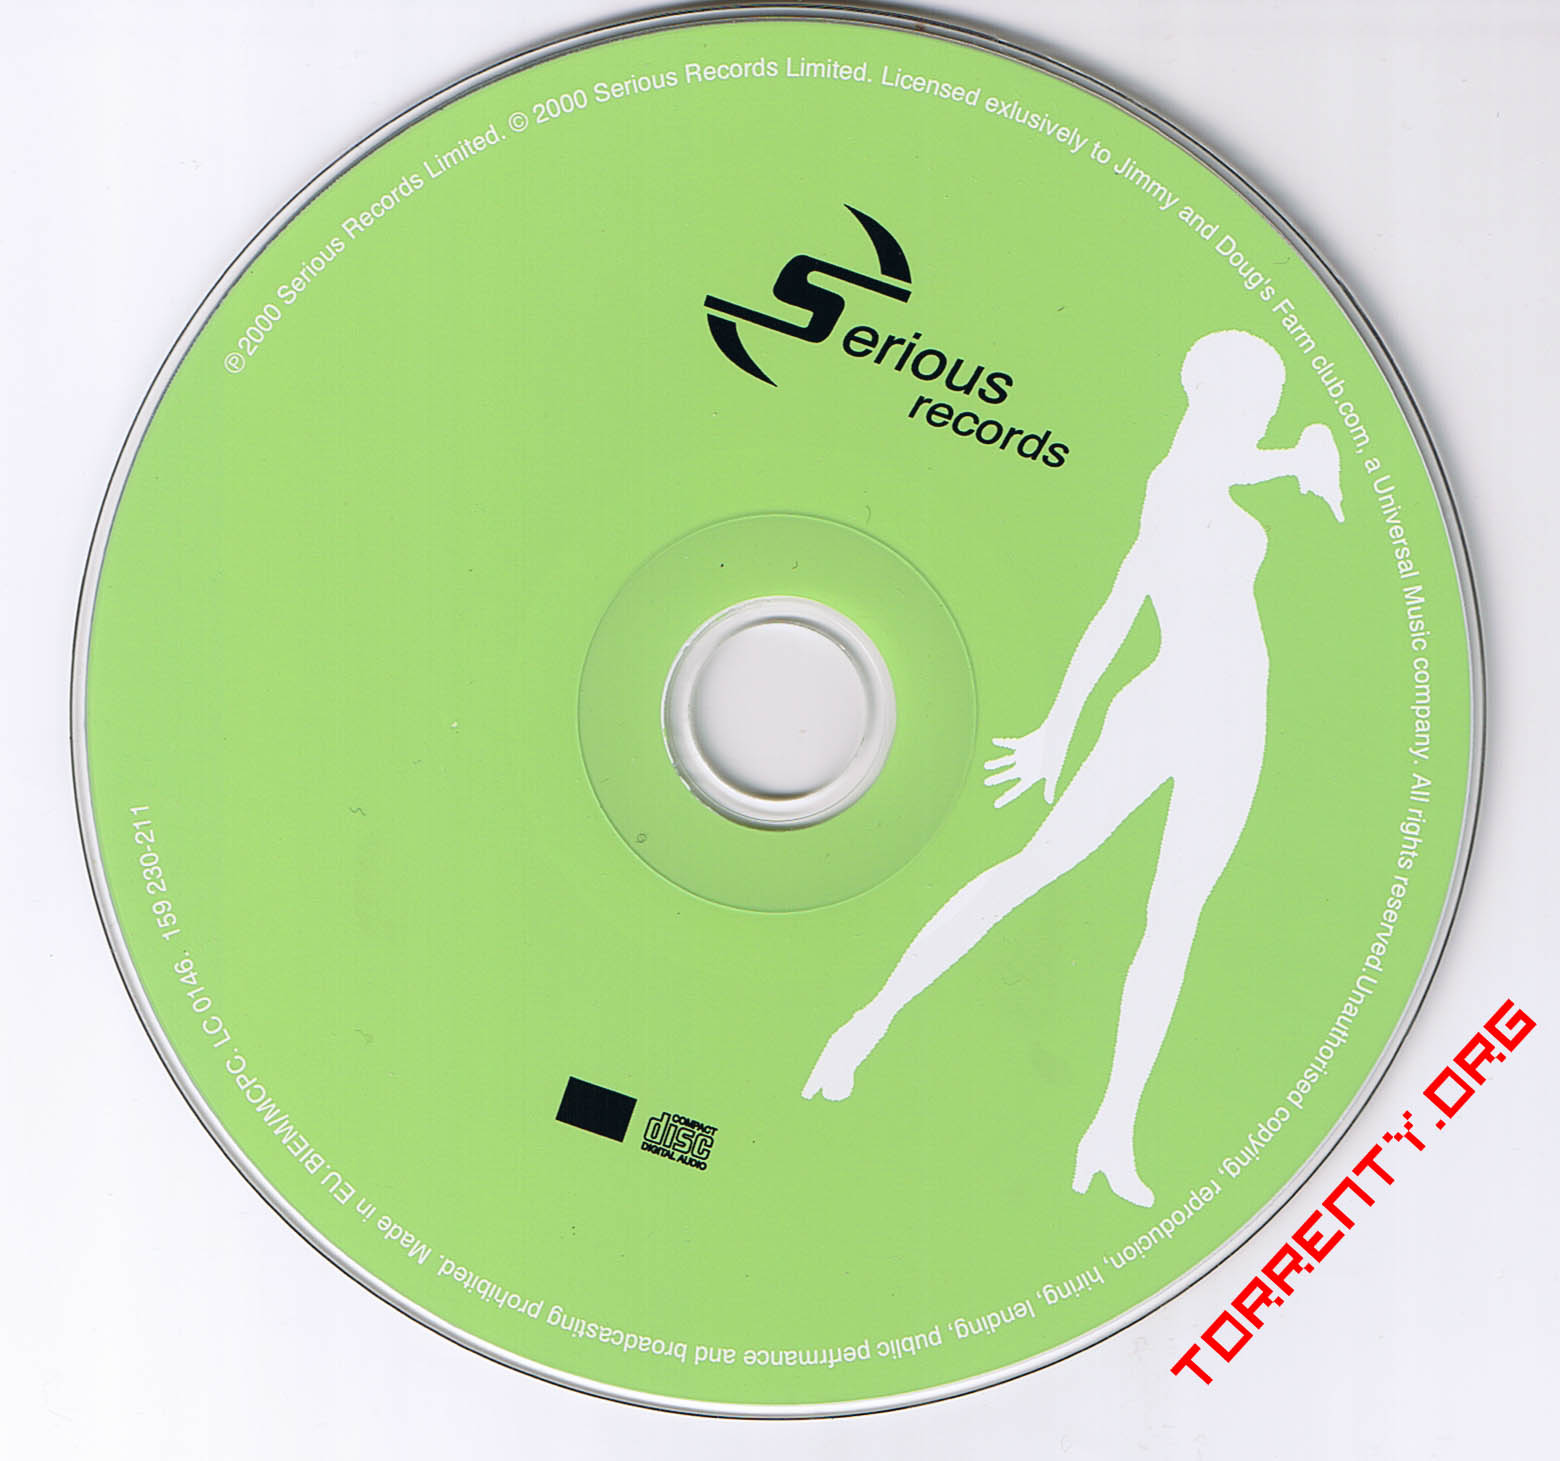 ℗2000 Serious Records Limited. © 2000 Serious Records Limited. Licensed exlusively to Jimmy and Doug's Farm club.com, a Universal Music company. All rights reserved.Unauthorised copying, reproducion, hiring, lending, public perfrmance and broadcasting prohibited. Made in EU.BIEM/MCPC. LC 0146. 159 230-211
Serious
records
COMPACT
disc
DIGITAL AUDIO
TORRENTY.ORG